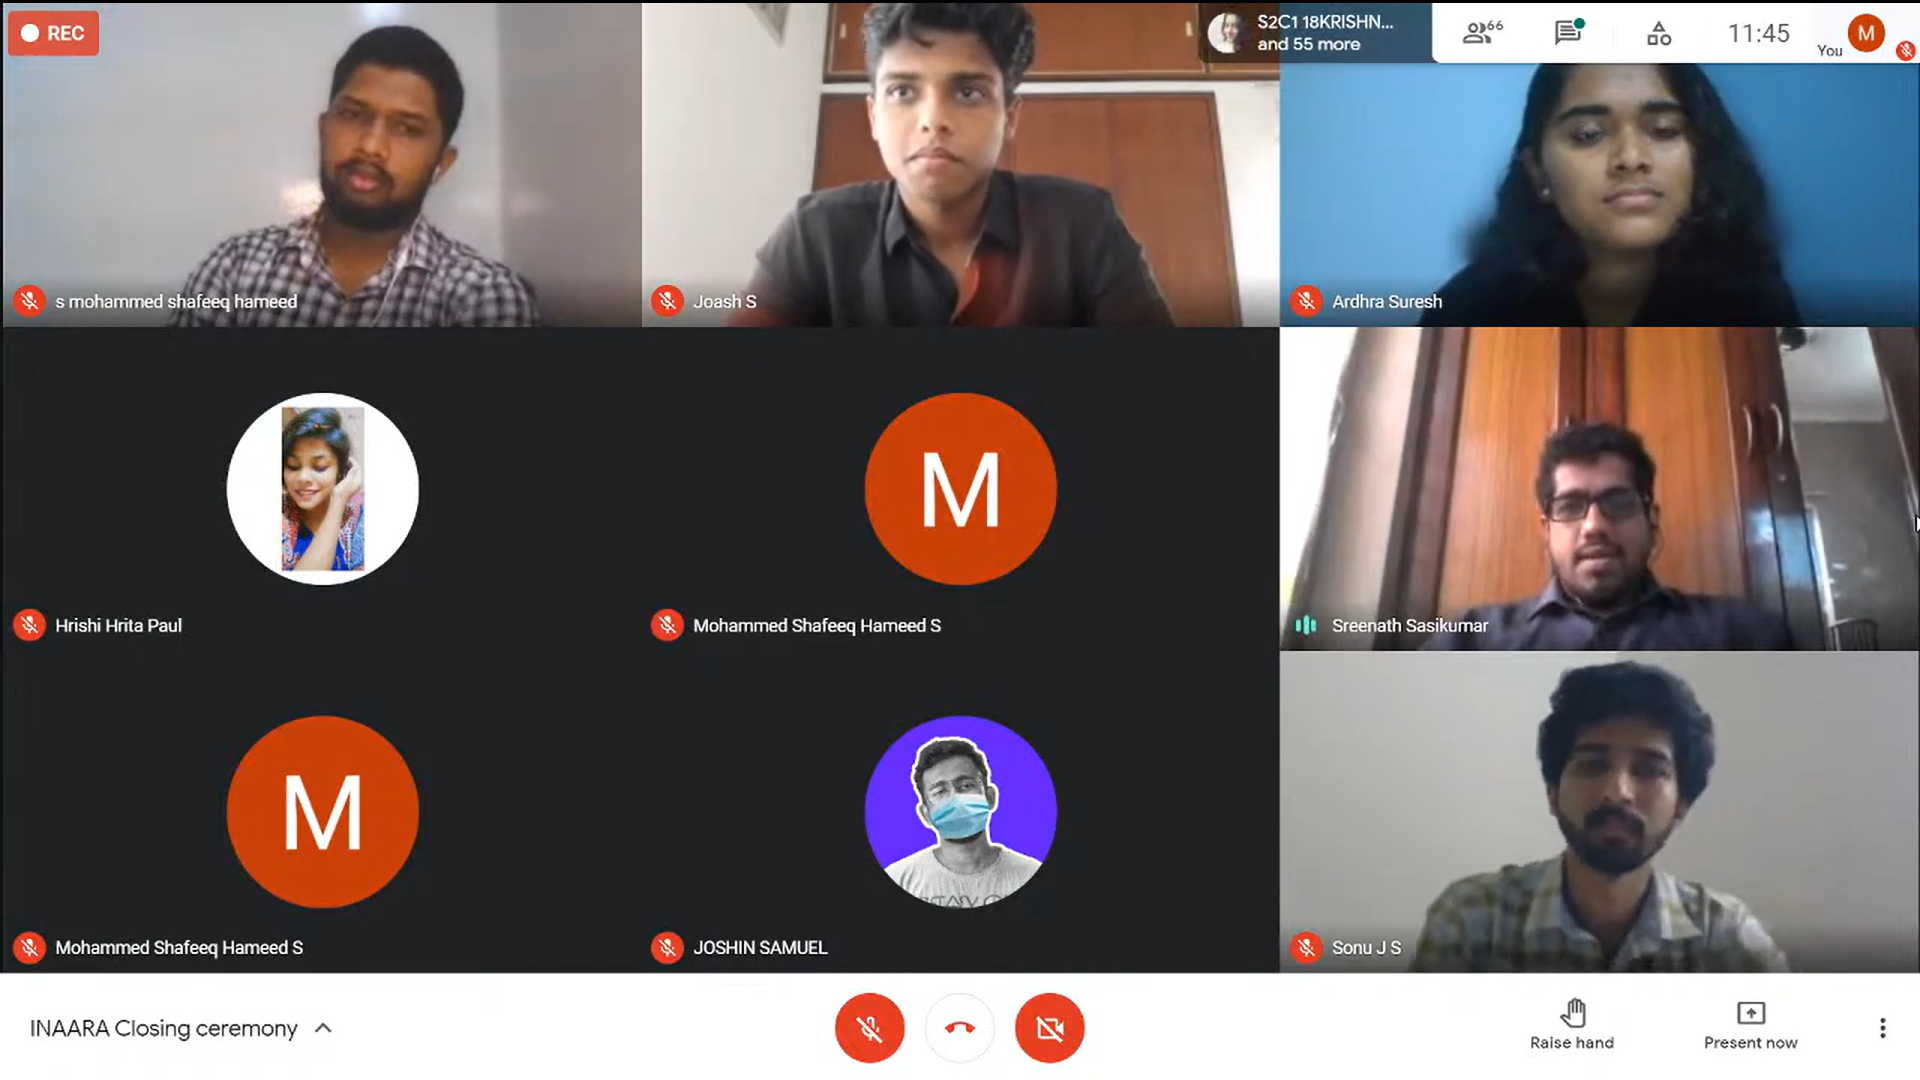 REC
S2C1 18KRISHN...
and 55 more
66
11:45
You
M
s mohammed shafeeq hameed
Joash S
Ardhra Suresh
M
Hrishi Hrita Paul
Mohammed Shafeeq Hameed S
Sreenath Sasikumar
M
Mohammed Shafeeq Hameed S
JOSHIN SAMUEL
Sonu J S
INAARA Closing ceremony
Raise hand
Present now